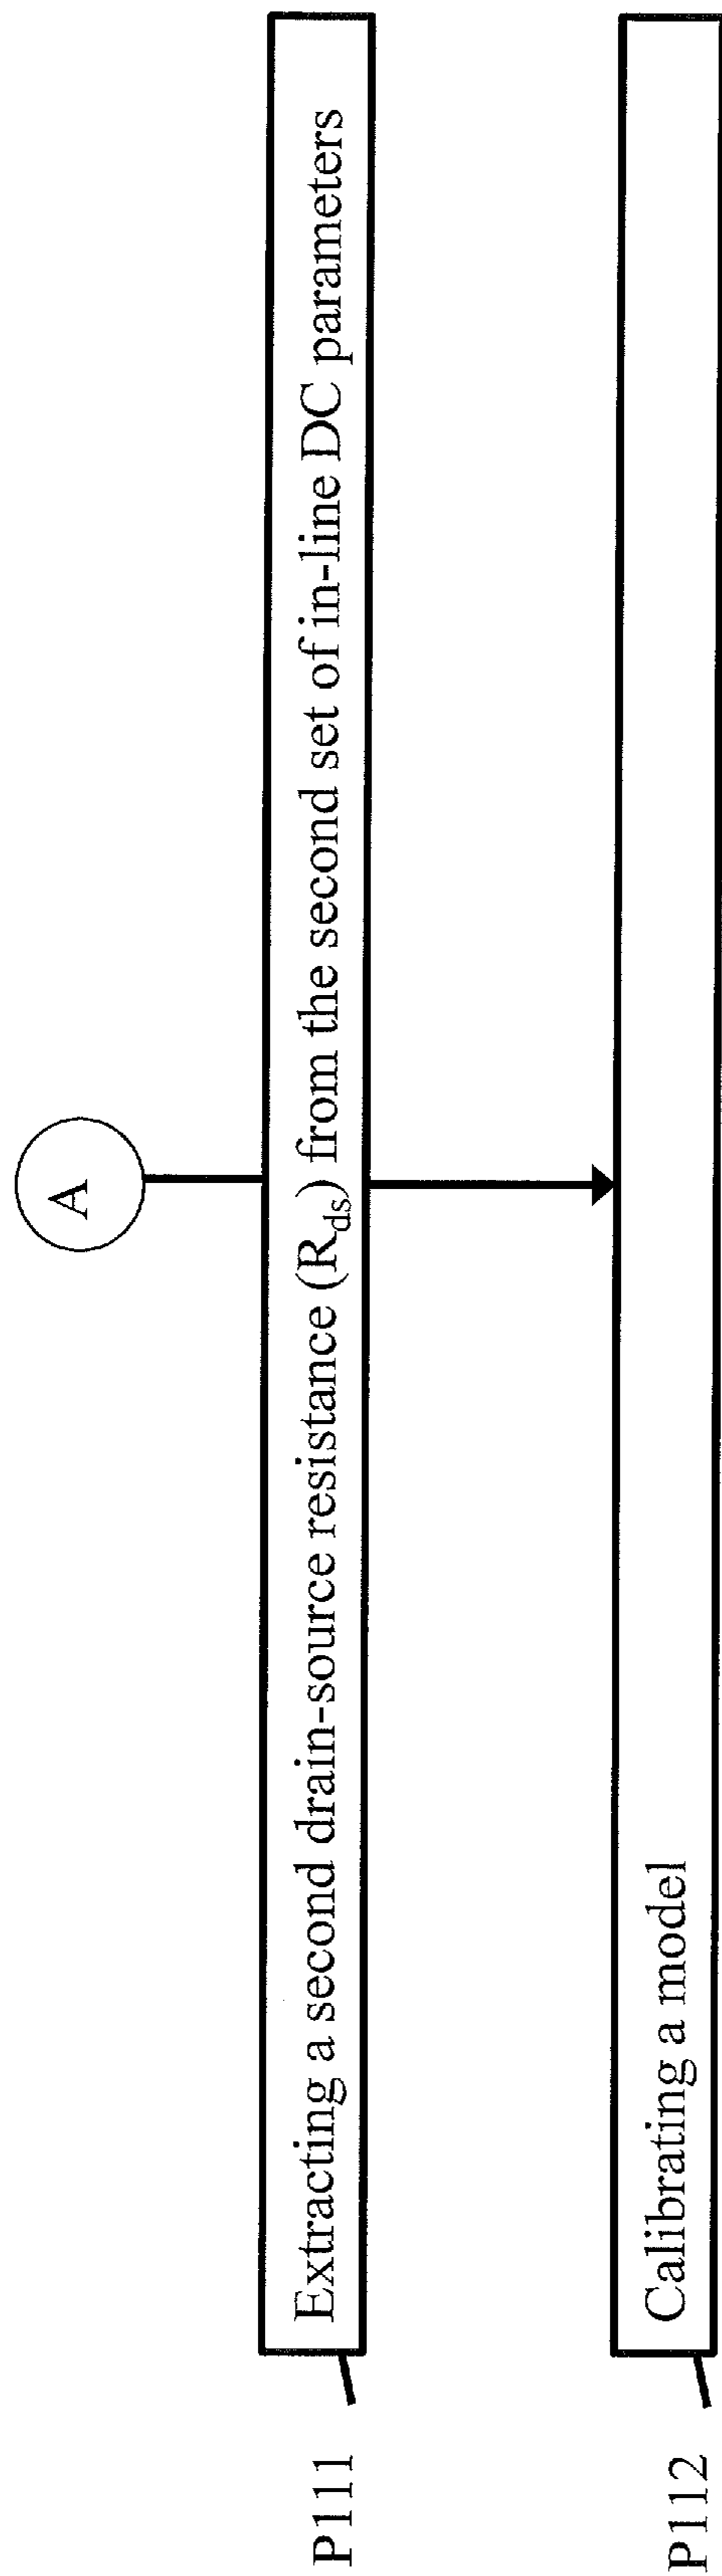 A
P111
Extracting a second drain-source resistance (Rds) from the second set of in-line DC parameters
P112
Calibrating a model